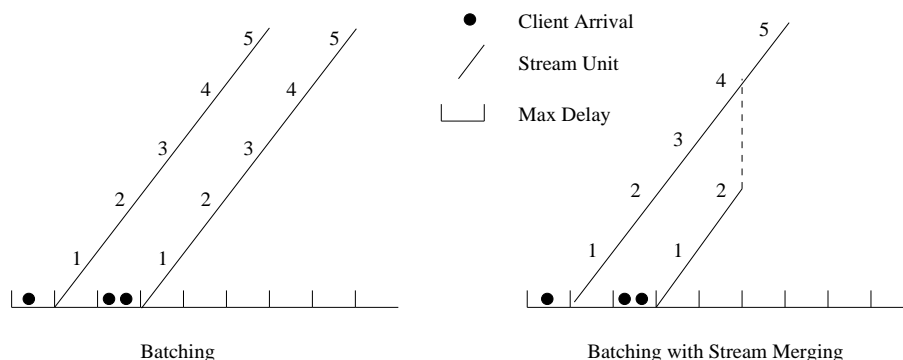 5 5
4 4
3 3
2 2
1 1
Batching
Client Arrival
Stream Unit
Max Delay
5
4
3
2 2
1 1
Batching with Stream Merging